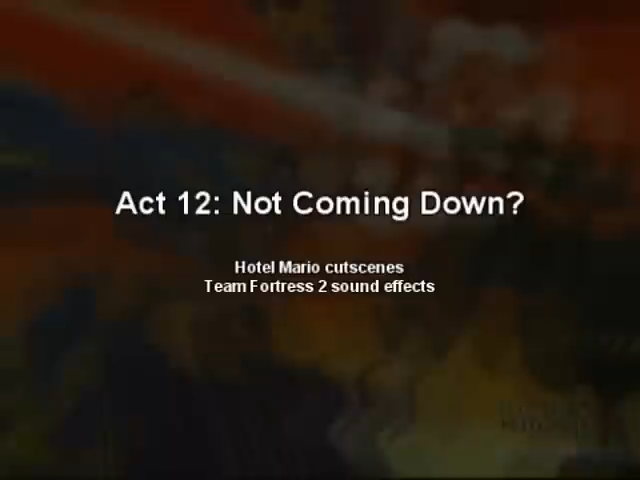 Act 12: Not Coming Down?
Hotel Mario cutscenes
Team Fortress 2 sound effects